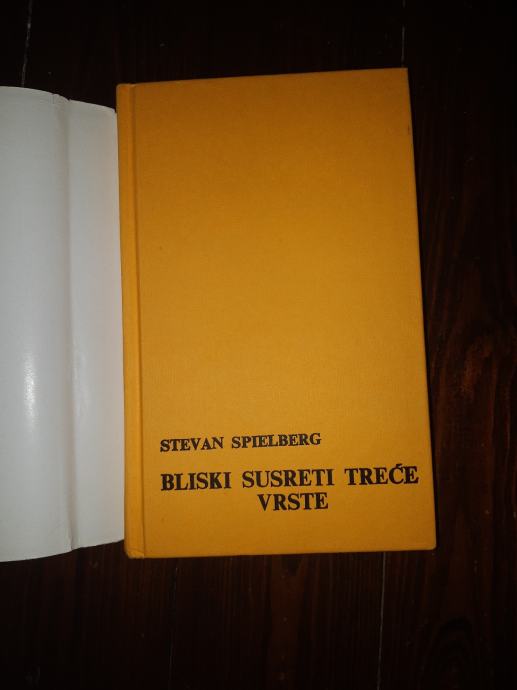 STEVAN SPIELBERG
BLISKI SUSRETI TREĆE
VRSTE